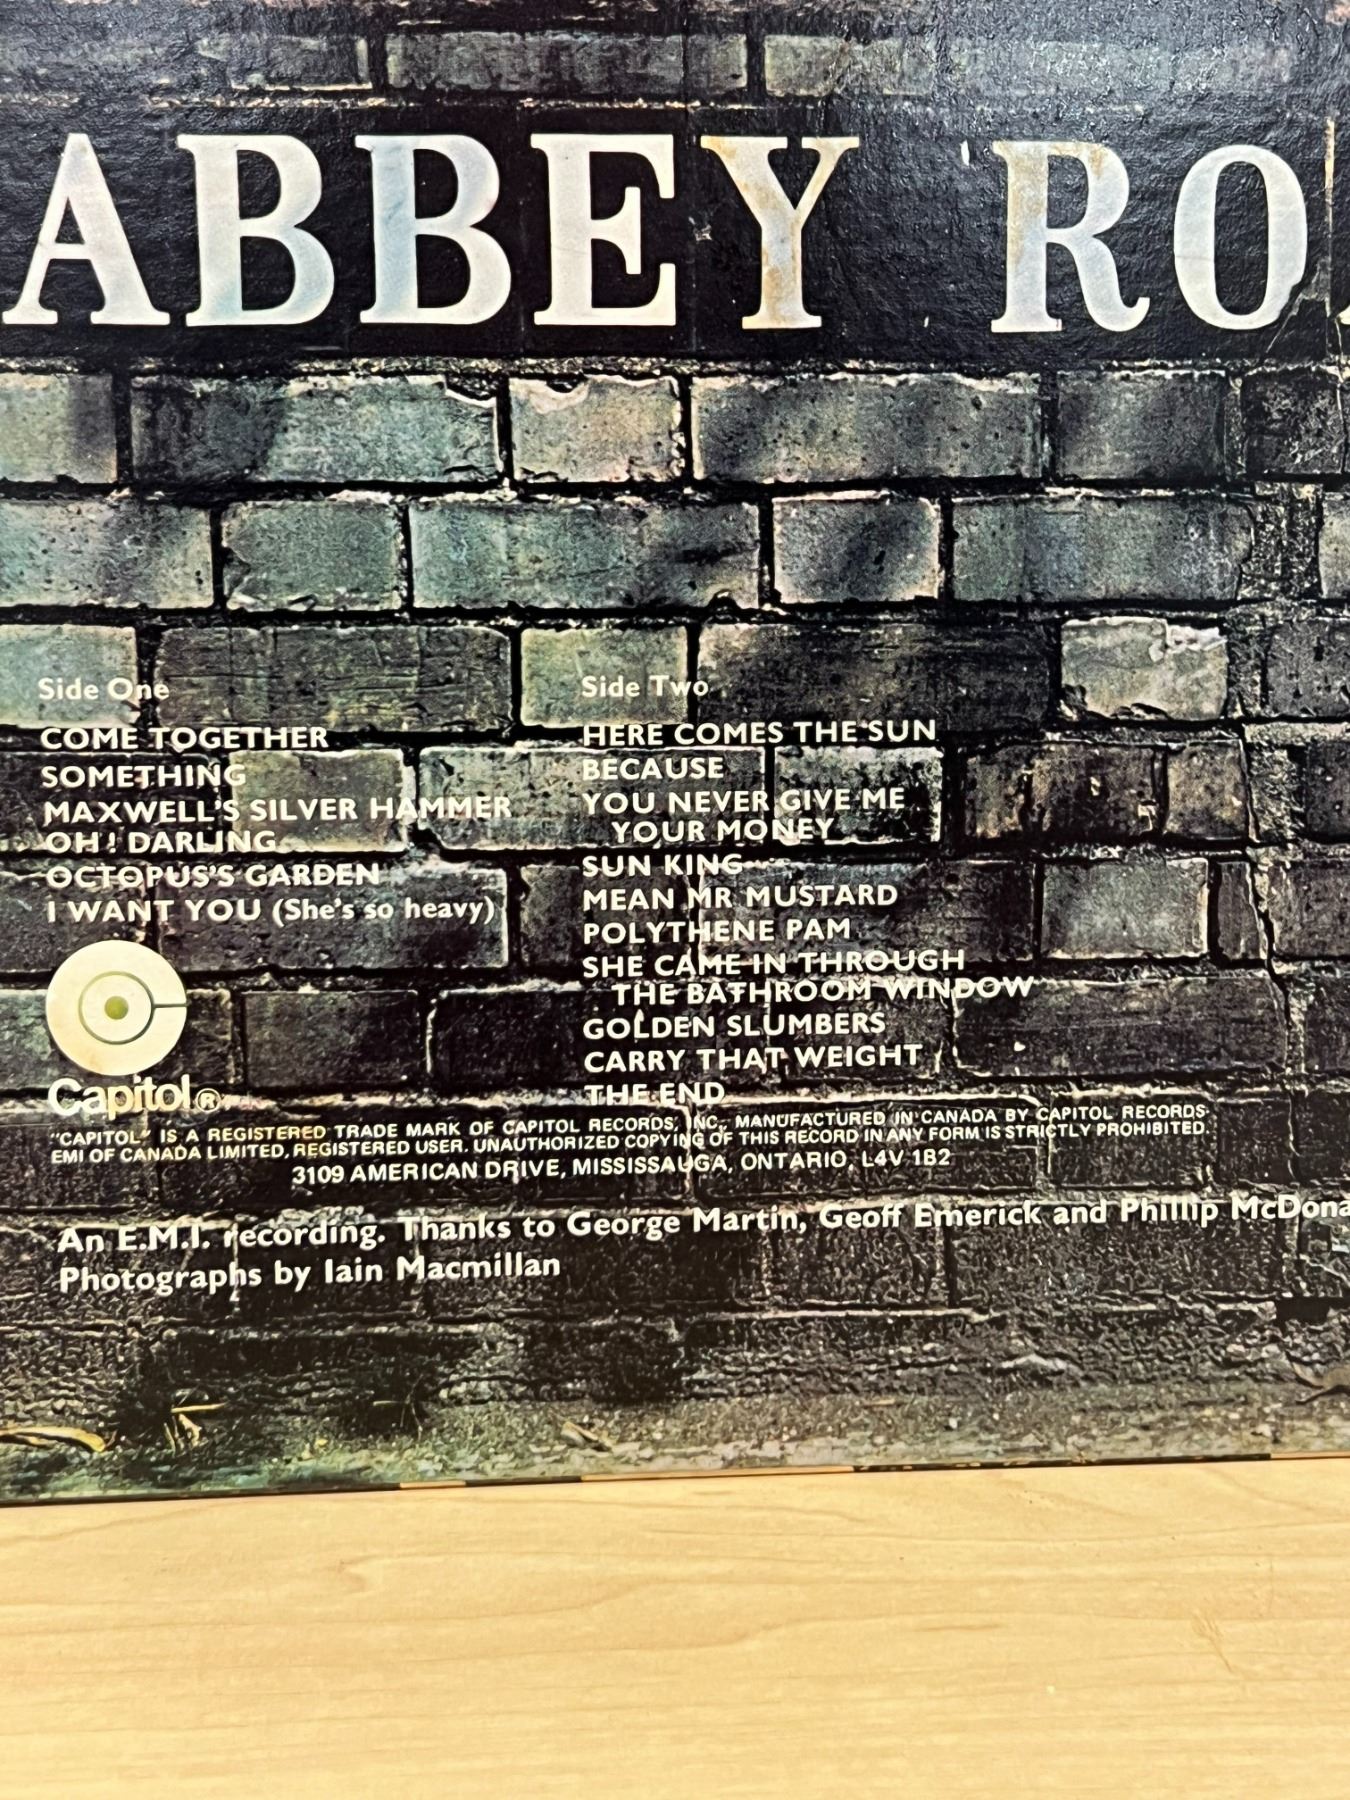 ABBEY ROA
Side One
COME TOGETHER
SOMETHING
MAXWELL'S SILVER HAMMER
OH! DARLING
OCTOPUS'S GARDEN
I WANT YOU (She's so heavy)
Capitol®
Side Two
HERE COMES THE SUN
BECAUSE
YOU NEVER GIVE ME
YOUR MONEY
SUN KING
MEAN MR MUSTARD
POLYTHENE PAM
SHE CAME IN THROUGH
THE BATHROOM WINDOW
GOLDEN SLUMBERS
CARRY THAT WEIGHT
THE END
"CAPITOL" IS A REGISTERED TRADE MARK OF CAPITOL RECORDS, INC., MANUFACTURED IN CANADA BY CAPITOL RECORDS-
EMI OF CANADA LIMITED, REGISTERED USER. UNAUTHORIZED COPYING OF THIS RECORD IN ANY FORM IS STRICTLY PROHIBITED.
3109 AMERICAN DRIVE, MISSISSAUGA, ONTARIO, L4V 1B2
An E.M.I. recording. Thanks to George Martin, Geoff Emerick and Phillip McDona
Photographs by Iain Macmillan